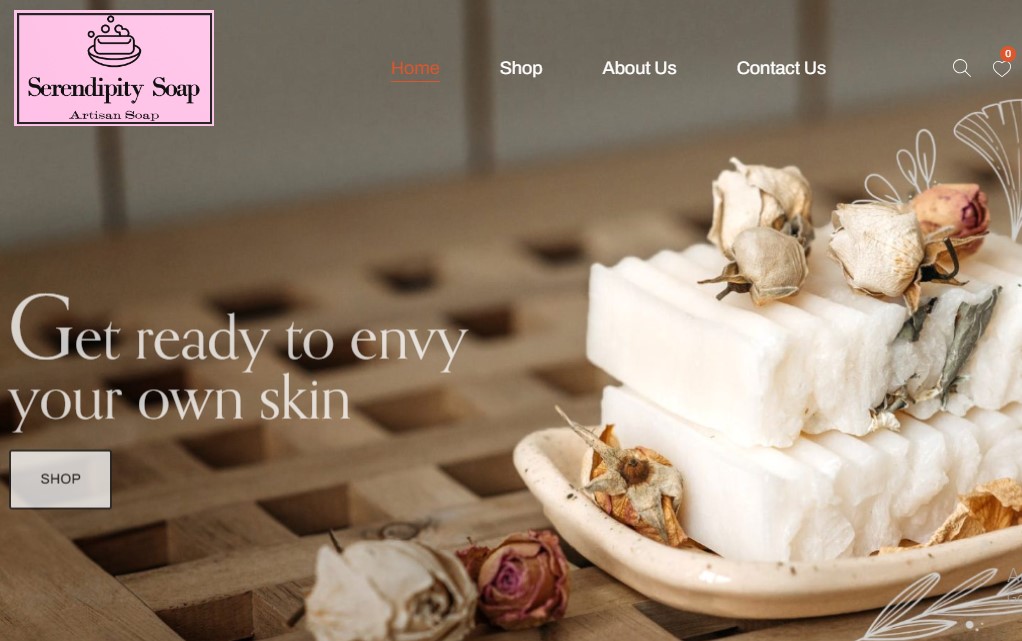 Serendipity Soap
Artisan Soap
Home
Shop
About Us
Contact Us
0
Get ready to envy
your own skin
SHOP